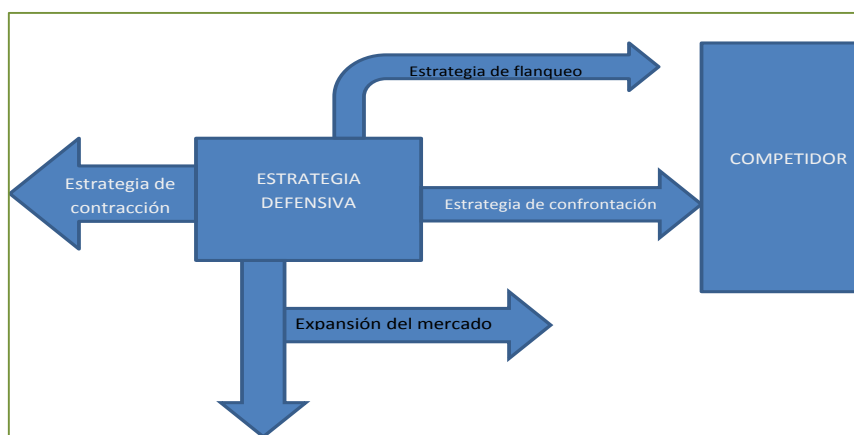 Estrategia de flanqueo
COMPETIDOR
ESTRATEGIA
DEFENSIVA
Estrategia de
contracción
Estrategia de confrontación
Expansión del mercado